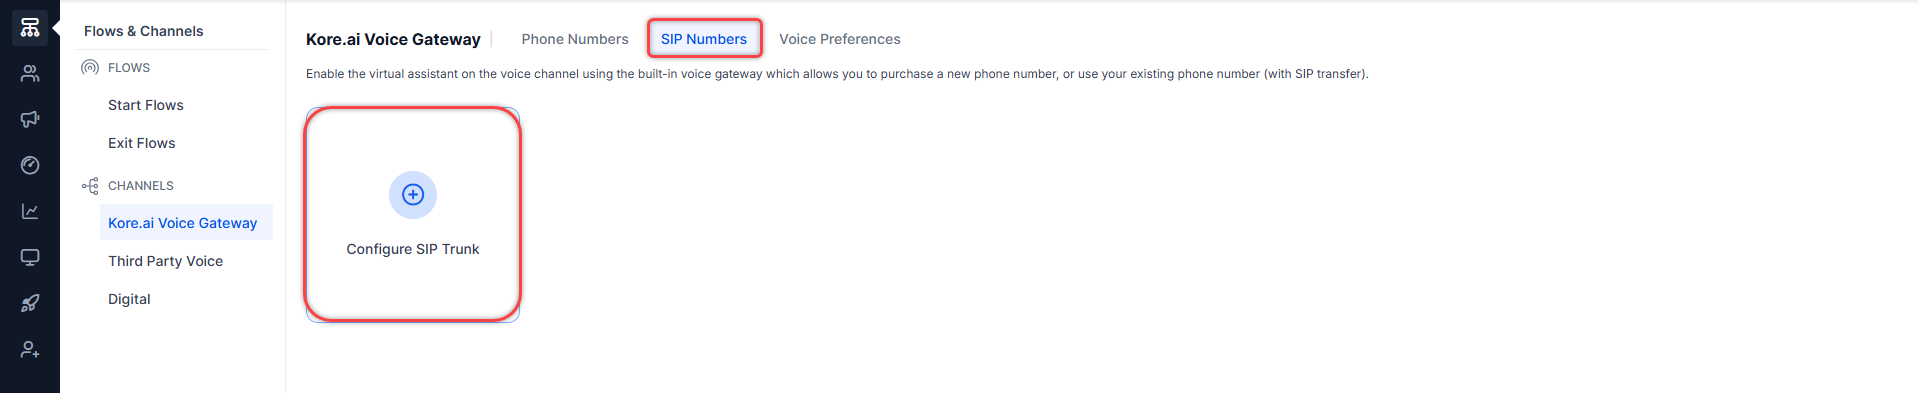 Flows & Channels
FLOWS
Start Flows
Exit Flows
CHANNELS
Kore.ai Voice Gateway
Third Party Voice
Digital
Kore.ai Voice Gateway | Phone Numbers SIP Numbers Voice Preferences
Enable the virtual assistant on the voice channel using the built-in voice gateway which allows you to purchase a new phone number, or use your existing phone number (with SIP transfer).
Configure SIP Trunk